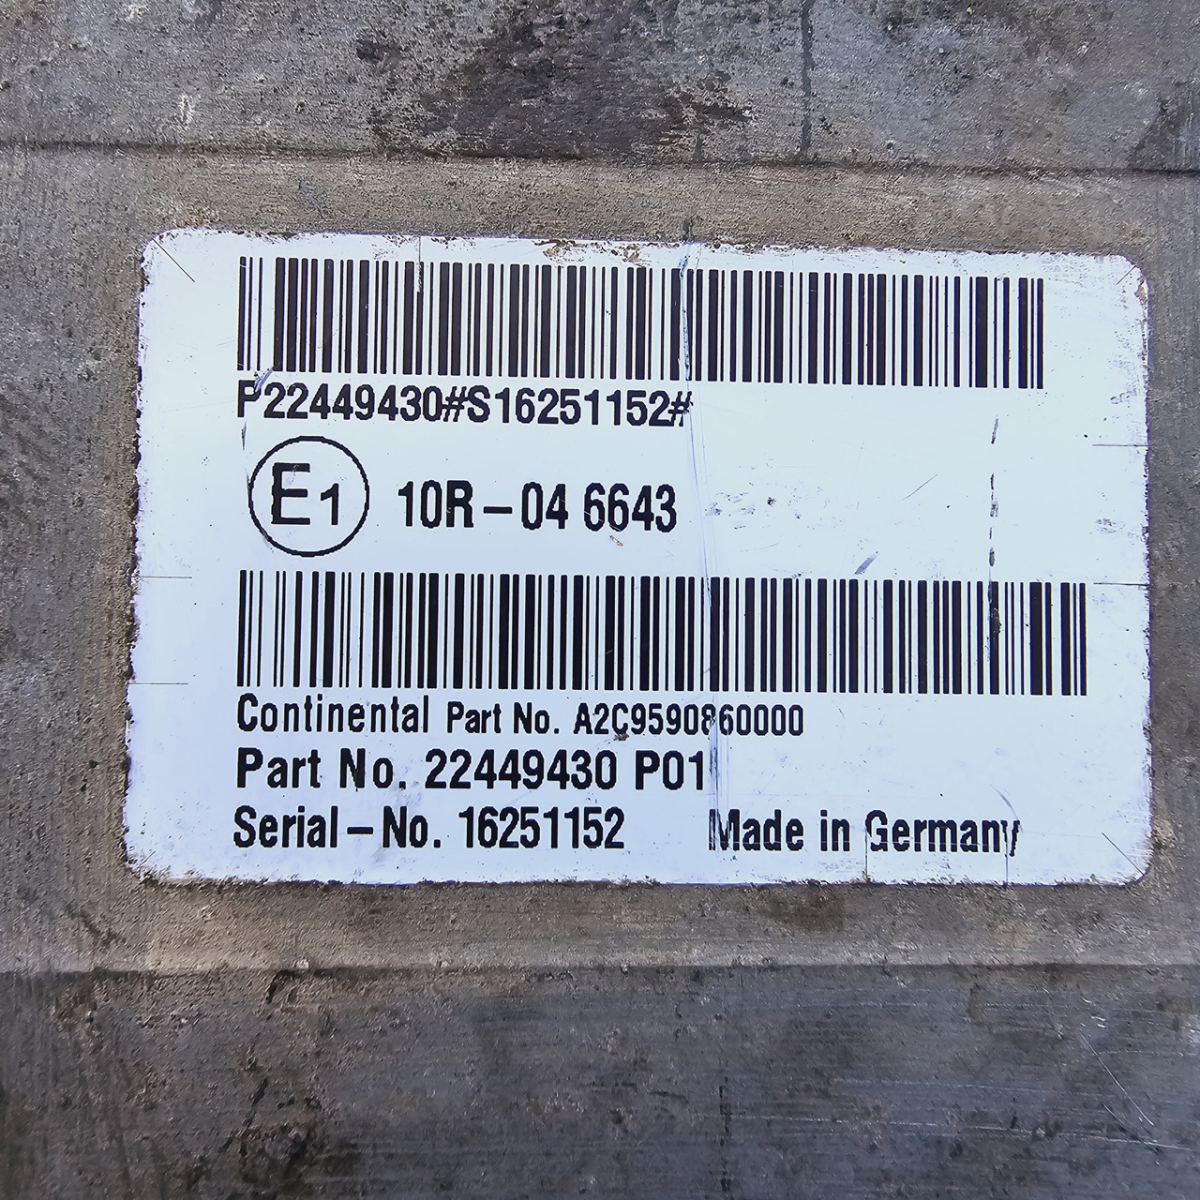 P22449430#S16251152#
E1 10R-04 6643
Continental Part No. A2C9590860000
Part No. 22449430 P01
Serial-No. 16251152 Made in Germany